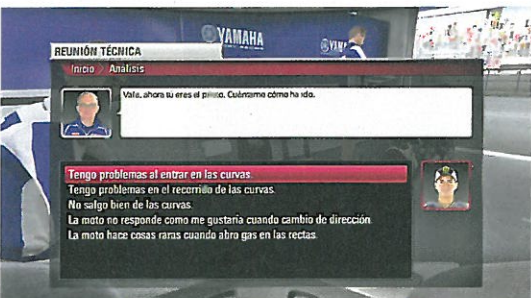 YAMAHA
REUNIÓN TÉCNICA
Inicio > Análisis
Vale, ahora tu eres el piloto. Cuéntame cómo ha ido.
Tengo problemas al entrar en las curvas.
Tengo problemas en el recorrido de las curvas.
No salgo bien de las curvas.
La moto no responde como me gustaría cuando cambio de dirección.
La moto hace cosas raras cuando abro gas en las rectas.